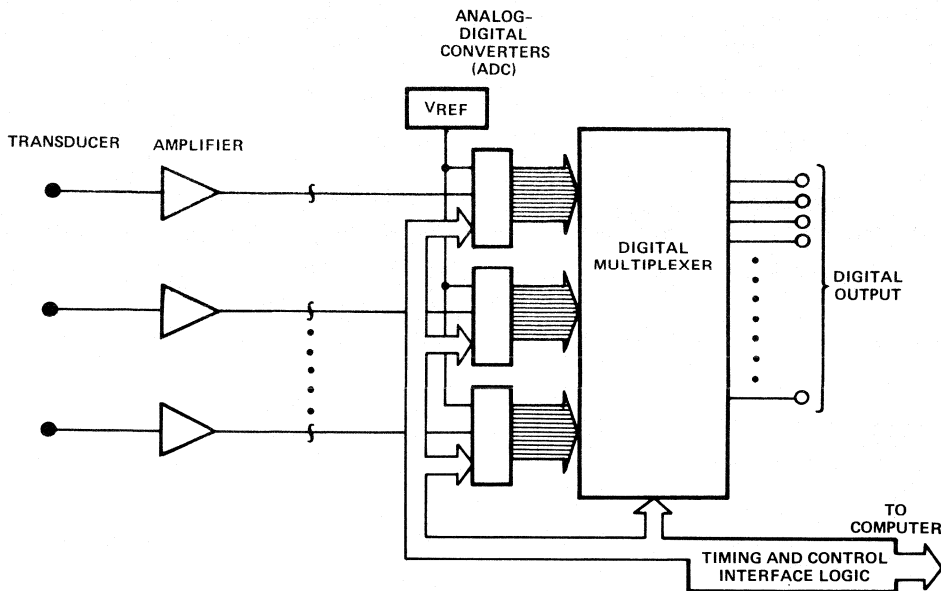 ANALOG-
DIGITAL
CONVERTERS
(ADC)
VREF
TRANSDUCER
AMPLIFIER
DIGITAL
MULTIPLEXER
DIGITAL
OUTPUT
TO
COMPUTER
TIMING AND CONTROL
INTERFACE LOGIC